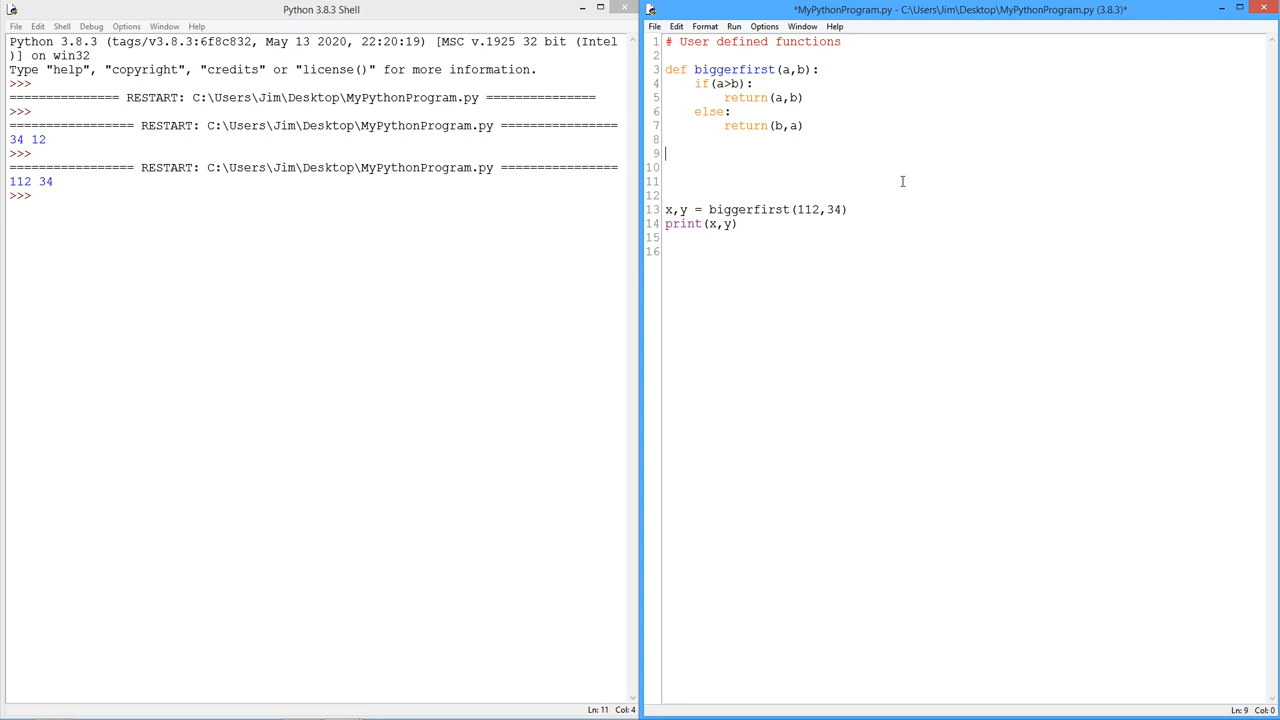 Python 3.8.3 Shell
File Edit Shell Debug Options Window Help
Python 3.8.3 (tags/v3.8.3:6f8c832, May 13 2020, 22:20:19) [MSC v.1925 32 bit (Intel
)] on win32
Type "help", "copyright", "credits" or "license()" for more information.
>>>
=============== RESTART: C:\Users\Jim\Desktop\MyPythonProgram.py ===============
>>>
================= RESTART: C:\Users\Jim\Desktop\MyPythonProgram.py ================
34 12
>>>
================= RESTART: C:\Users\Jim\Desktop\MyPythonProgram.py ================
112 34
>>>
Ln: 11 Col: 4
*MyPythonProgram.py - C:\Users\Jim\Desktop\MyPythonProgram.py (3.8.3)*
File Edit Format Run Options Window Help
1 # User defined functions
2
3 def biggerfirst(a,b):
4     if(a>b):
5         return(a,b)
6     else:
7         return(b,a)
8
9
10
11
12
13 x,y = biggerfirst(112,34)
14 print(x,y)
15
16
Ln: 9 Col: 0